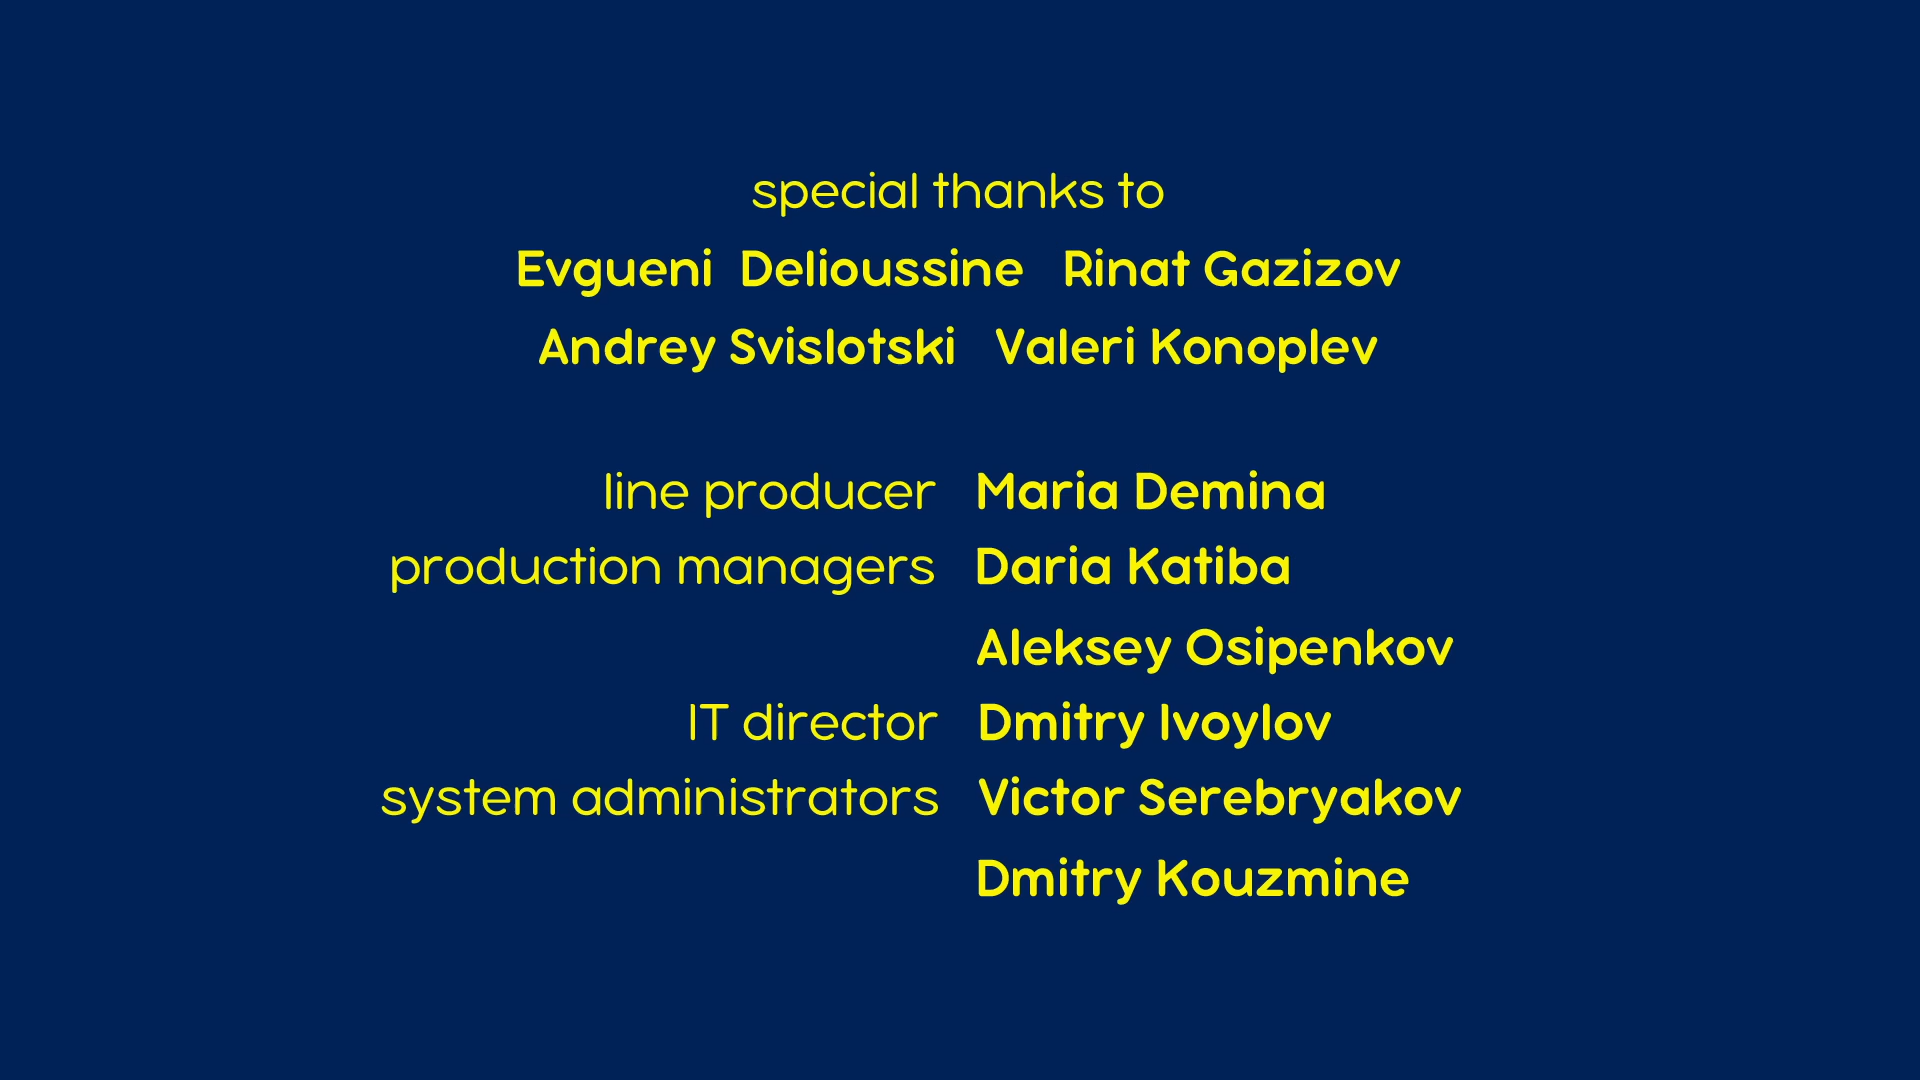 special thanks to
Evgueni Delioussine Rinat Gazizov
Andrey Svislotski Valeri Konoplev
line producer Maria Demina
production managers Daria Katiba
Aleksey Osipenkov
IT director Dmitry Ivoylov
system administrators Victor Serebryakov
Dmitry Kouzmine